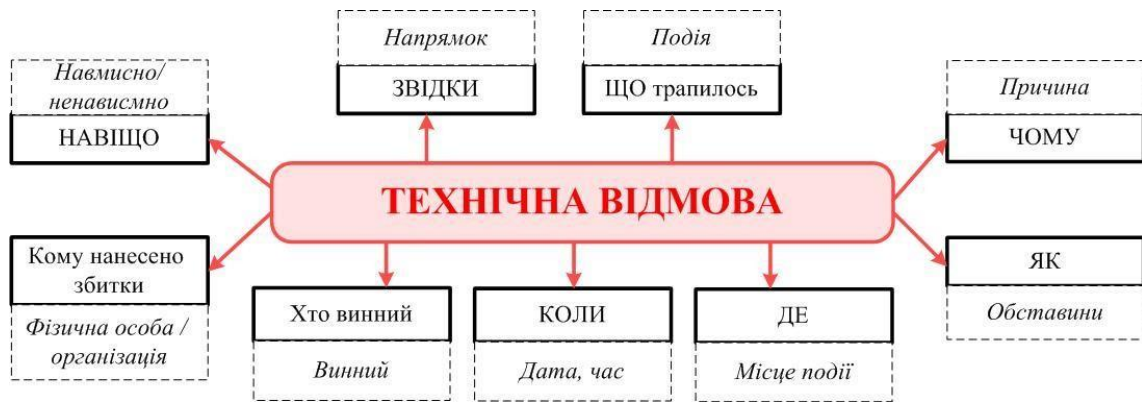 Напрямок
ЗВІДКИ
Подія
ЩО трапилось
Навмисно/
ненависмно
НАВІЩО
Причина
ЧОМУ
ТЕХНІЧНА ВІДМОВА
Кому нанесено
збитки
Фізична особа /
організація
Хто винний
Винний
КОЛИ
Дата, час
ДЕ
Місце події
ЯК
Обставини